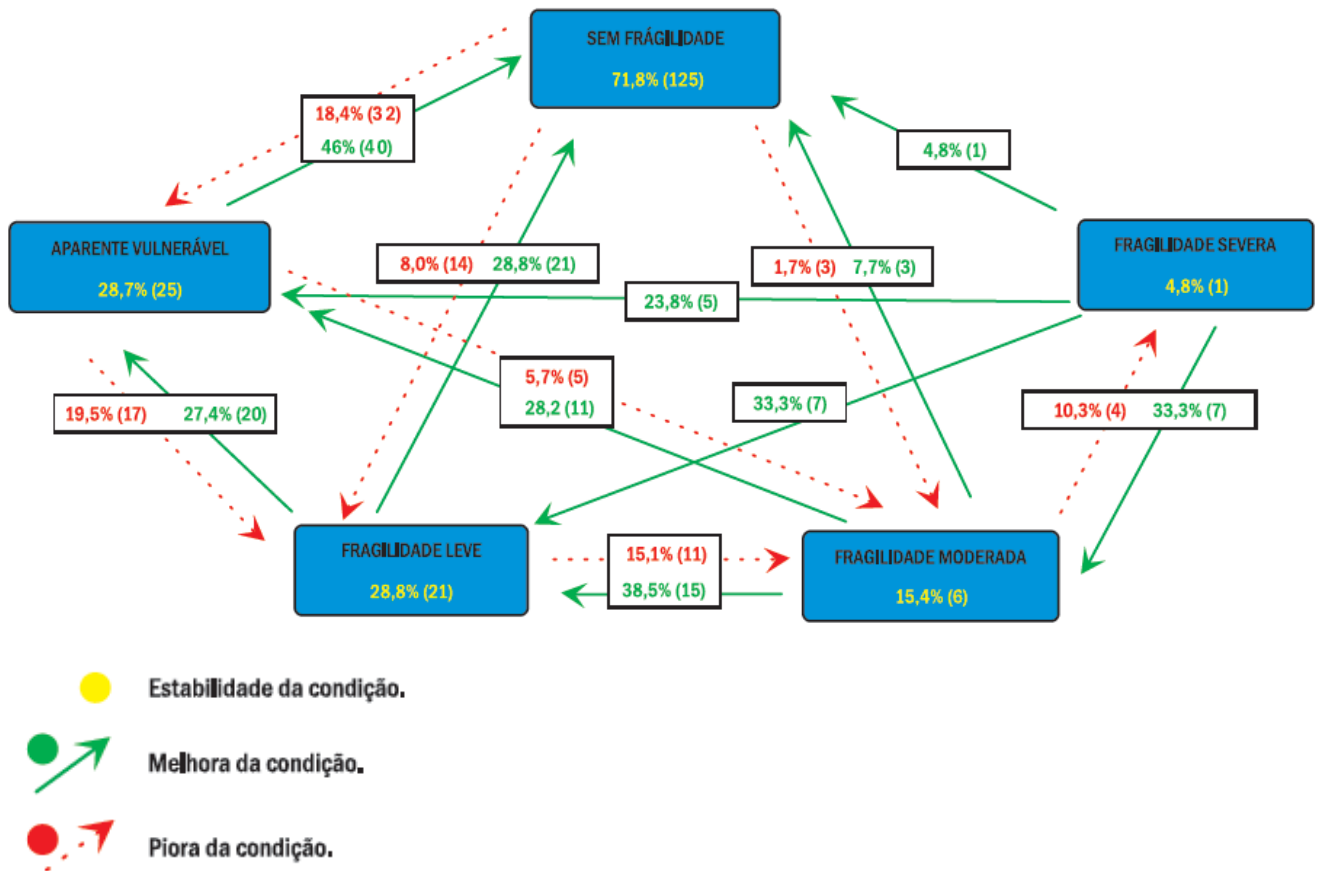 SEM FRÁGILIDADE
71,8% (125)
18,4% (32)
46% (40)
4,8% (1)
APARENTE VULNERÁVEL
28,7% (25)
FRAGILIDADE SEVERA
4,8% (1)
8,0% (14) 28,8% (21)
1,7% (3) 7,7% (3)
23,8% (5)
5,7% (5)
28,2 (11)
33,3% (7)
19,5% (17) 27,4% (20)
10,3% (4) 33,3% (7)
FRAGILIDADE LEVE
28,8% (21)
15,1% (11)
38,5% (15)
FRAGILIDADE MODERADA
15,4% (6)
Estabilidade da condição.
Melhora da condição.
Piora da condição.